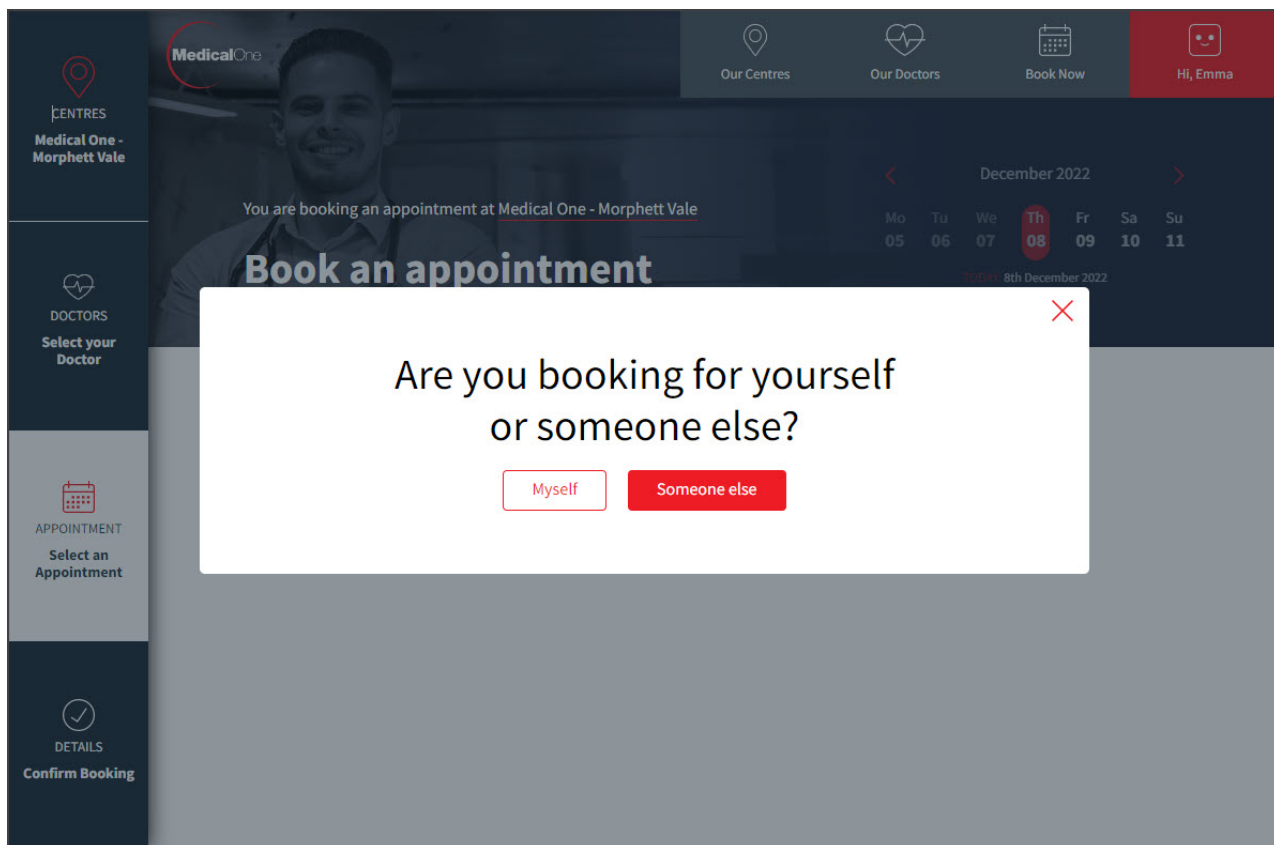 CENTRES
Medical One -
Morphett Vale
DOCTORS
Select your
Doctor
APPOINTMENT
Select an
Appointment
DETAILS
Confirm Booking
MedicalOne
Our Centres
Our Doctors
Book Now
Hi, Emma
You are booking an appointment at Medical One - Morphett Vale
Book an appointment
December 2022
Mo Tu We Th Fr Sa Su
05 06 07 08 09 10 11
TODAY: 8th December 2022
Are you booking for yourself
or someone else?
Myself
Someone else